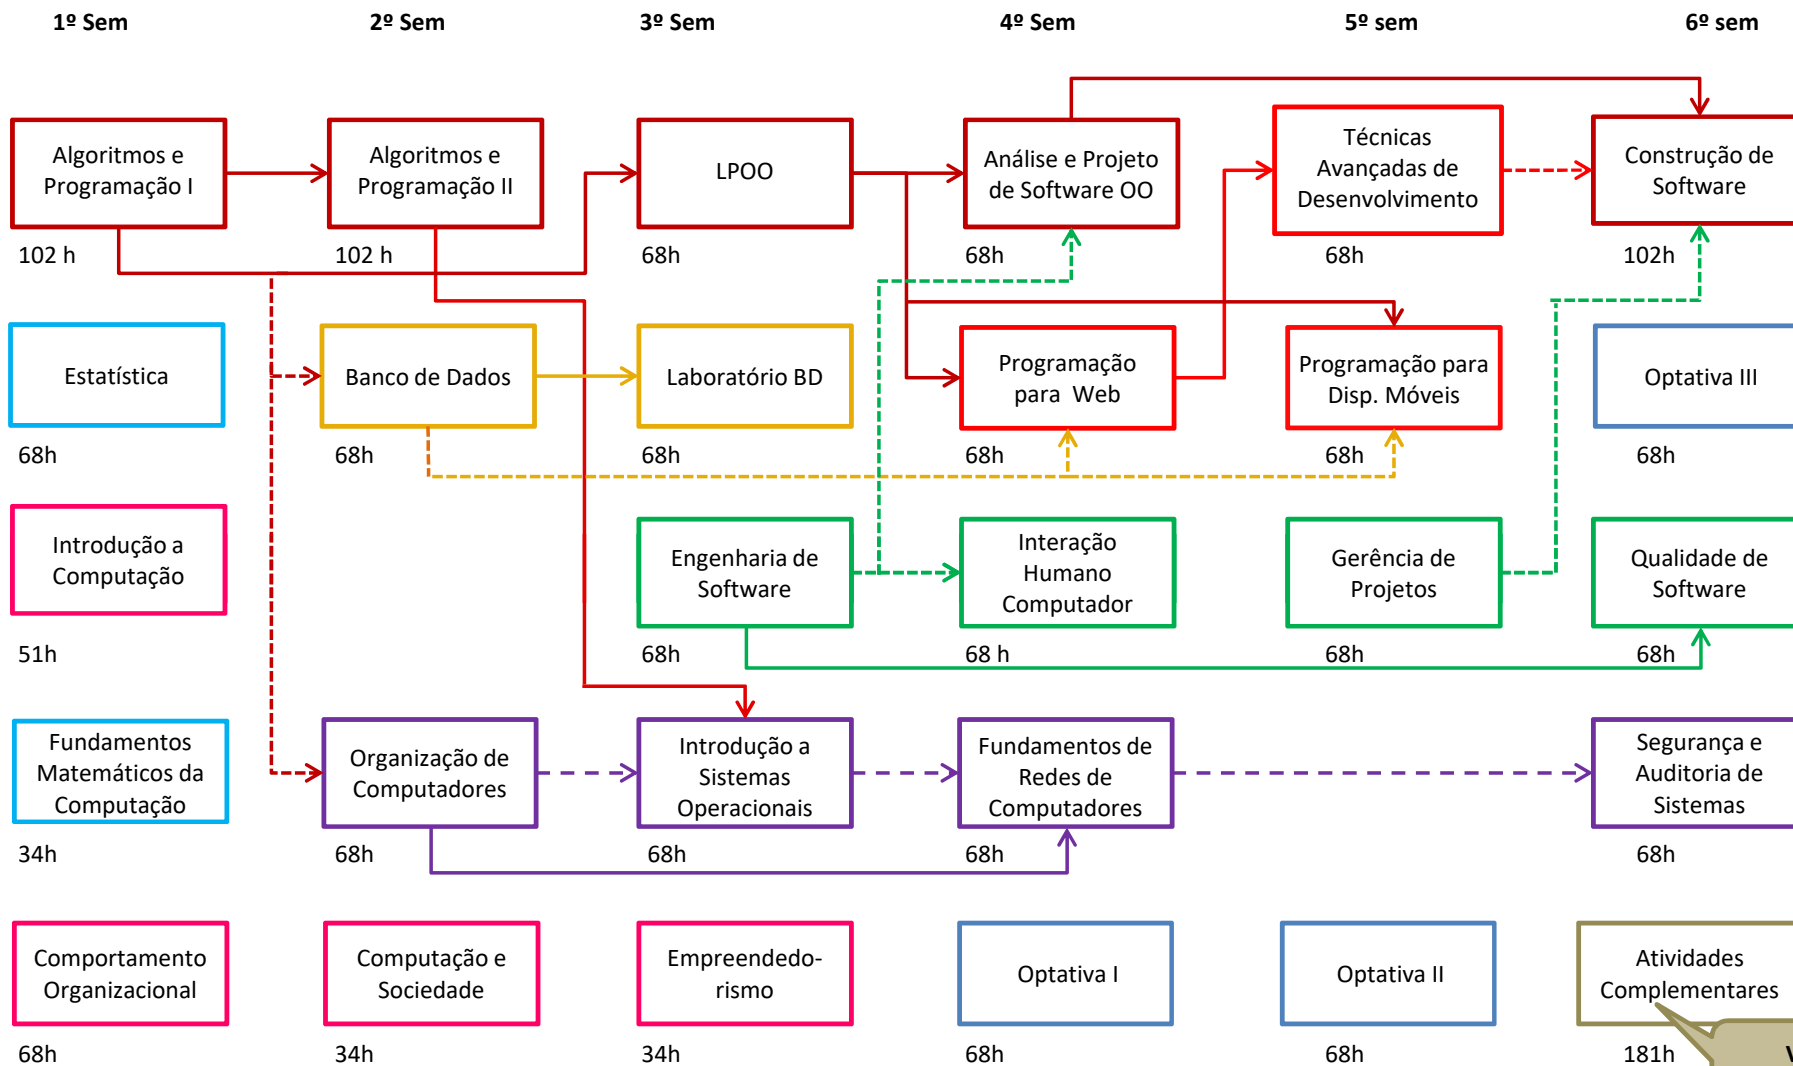 1º Sem
2º Sem
3º Sem
4º Sem
5º sem
6º sem
Algoritmos e
Programação I
Algoritmos e
Programação II
LPOO
Análise e Projeto
de Software OO
Técnicas
Avançadas de
Desenvolvimento
Construção de
Software
102 h
102 h
68h
68h
68h
102h
Estatística
Banco de Dados
Laboratório BD
Programação
para Web
Programação para
Disp. Móveis
Optativa III
68h
68h
68h
68h
68h
68h
Introdução a
Computação
Engenharia de
Software
Interação
Humano
Computador
Gerência de
Projetos
Qualidade de
Software
51h
68h
68 h
68h
68h
Fundamentos
Matemáticos da
Computação
Organização de
Computadores
Introdução a
Sistemas
Operacionais
Fundamentos de
Redes de
Computadores
Segurança e
Auditoria de
Sistemas
34h
68h
68h
68h
68h
Comportamento
Organizacional
Computação e
Sociedade
Empreendedo-
rismo
Optativa I
Optativa II
Atividades
Complementares
68h
34h
34h
68h
68h
181h